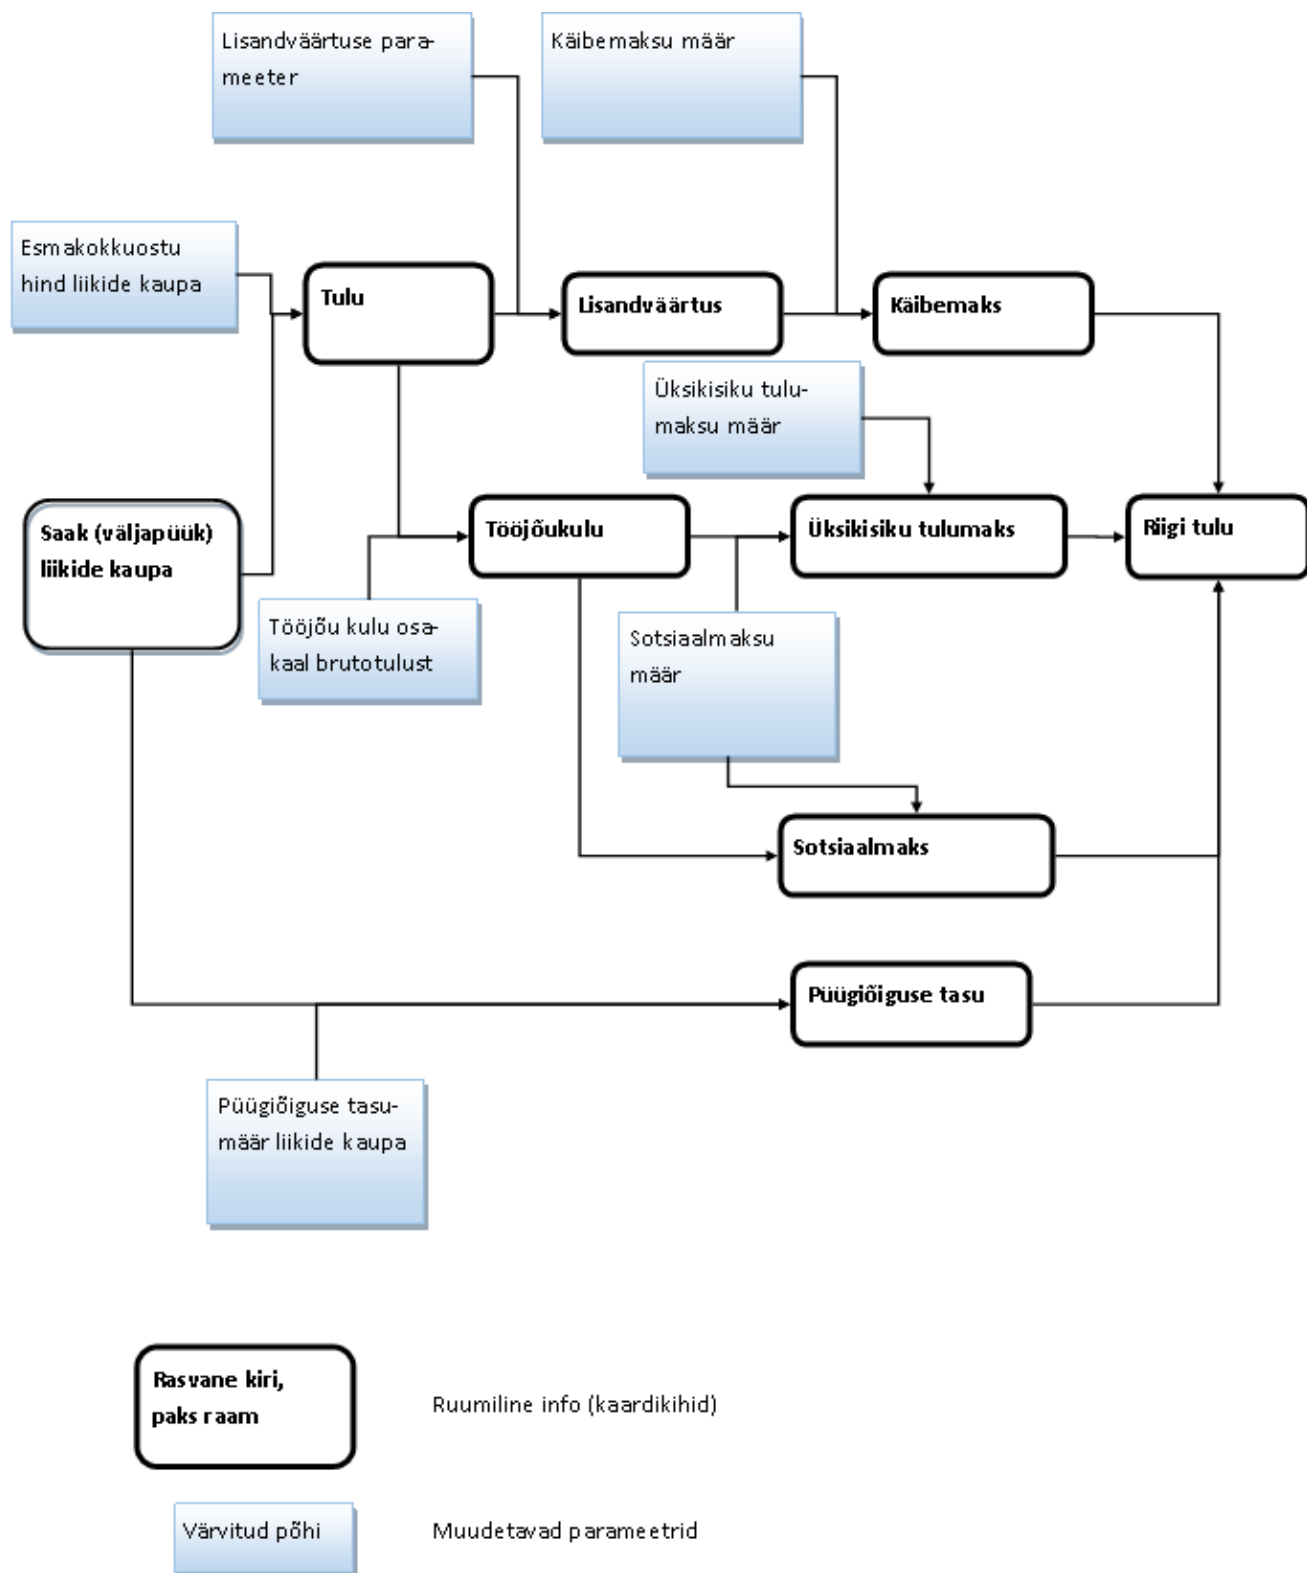 Lisandväärtuse para-
meeter
Käibemaksu määr
Esmakokkuostu
hind liikide kaupa
Tulu
Lisandväärtus
Käibemaks
Üksikisiku tulu-
maksu määr
Saak (väljapüük)
liikide kaupa
Tööjõukulu
Üksikisiku tulumaks
Riigi tulu
Tööjõu kulu osa-
kaal brutotulust
Sotsiaalmaksu
määr
Sotsiaalmaks
Püügiõiguse tasu
Püügiõiguse tasu-
määr liikide kaupa
Rasvane kiri,
paks raam
Ruumiline info (kaardikihid)
Värvitud põhi
Muudetavad parameetrid